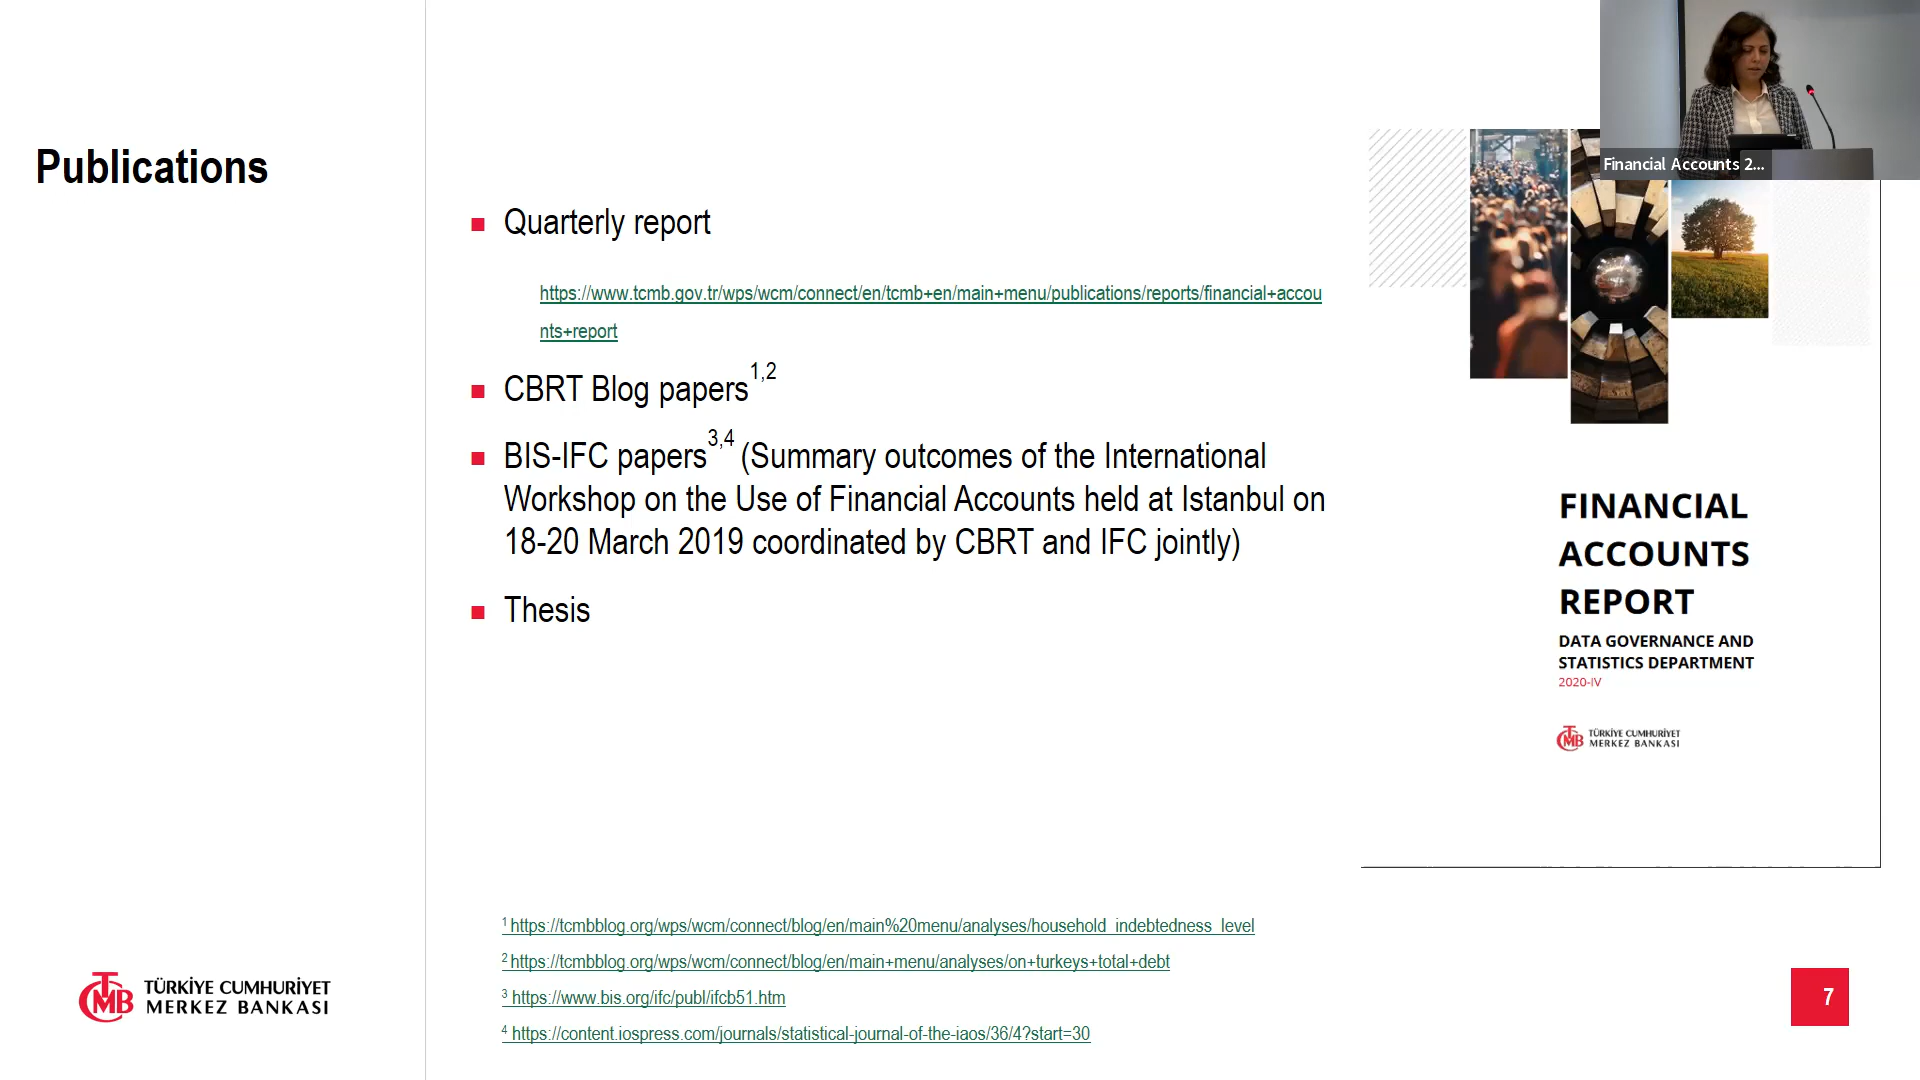 Publications
Quarterly report
https://www.tcmb.gov.tr/wps/wcm/connect/en/tcmb+en/main+menu/publications/reports/financial+accou
nts+report
CBRT Blog papers1,2
BIS-IFC papers3,4 (Summary outcomes of the International
Workshop on the Use of Financial Accounts held at Istanbul on
18-20 March 2019 coordinated by CBRT and IFC jointly)
Thesis
Financial Accounts 2...
FINANCIAL
ACCOUNTS
REPORT
DATA GOVERNANCE AND
STATISTICS DEPARTMENT
2020-IV
TCMB TÜRKİYE CUMHURİYET
MERKEZ BANKASI
1 https://tcmbblog.org/wps/wcm/connect/blog/en/main%20menu/analyses/household_indebtedness_level
2 https://tcmbblog.org/wps/wcm/connect/blog/en/main+menu/analyses/on+turkeys+total+debt
3 https://www.bis.org/ifc/publ/ifcb51.htm
4 https://content.iospress.com/journals/statistical-journal-of-the-iaos/36/4?start=30
TCMB TÜRKİYE CUMHURİYET
MERKEZ BANKASI
7